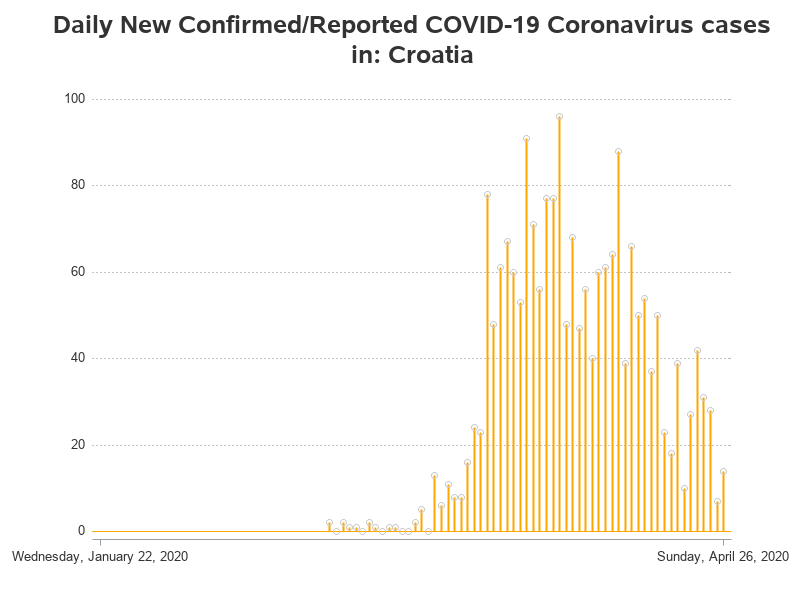 Daily New Confirmed/Reported COVID-19 Coronavirus cases
in: Croatia
100
80
60
40
20
0
Wednesday, January 22, 2020
Sunday, April 26, 2020